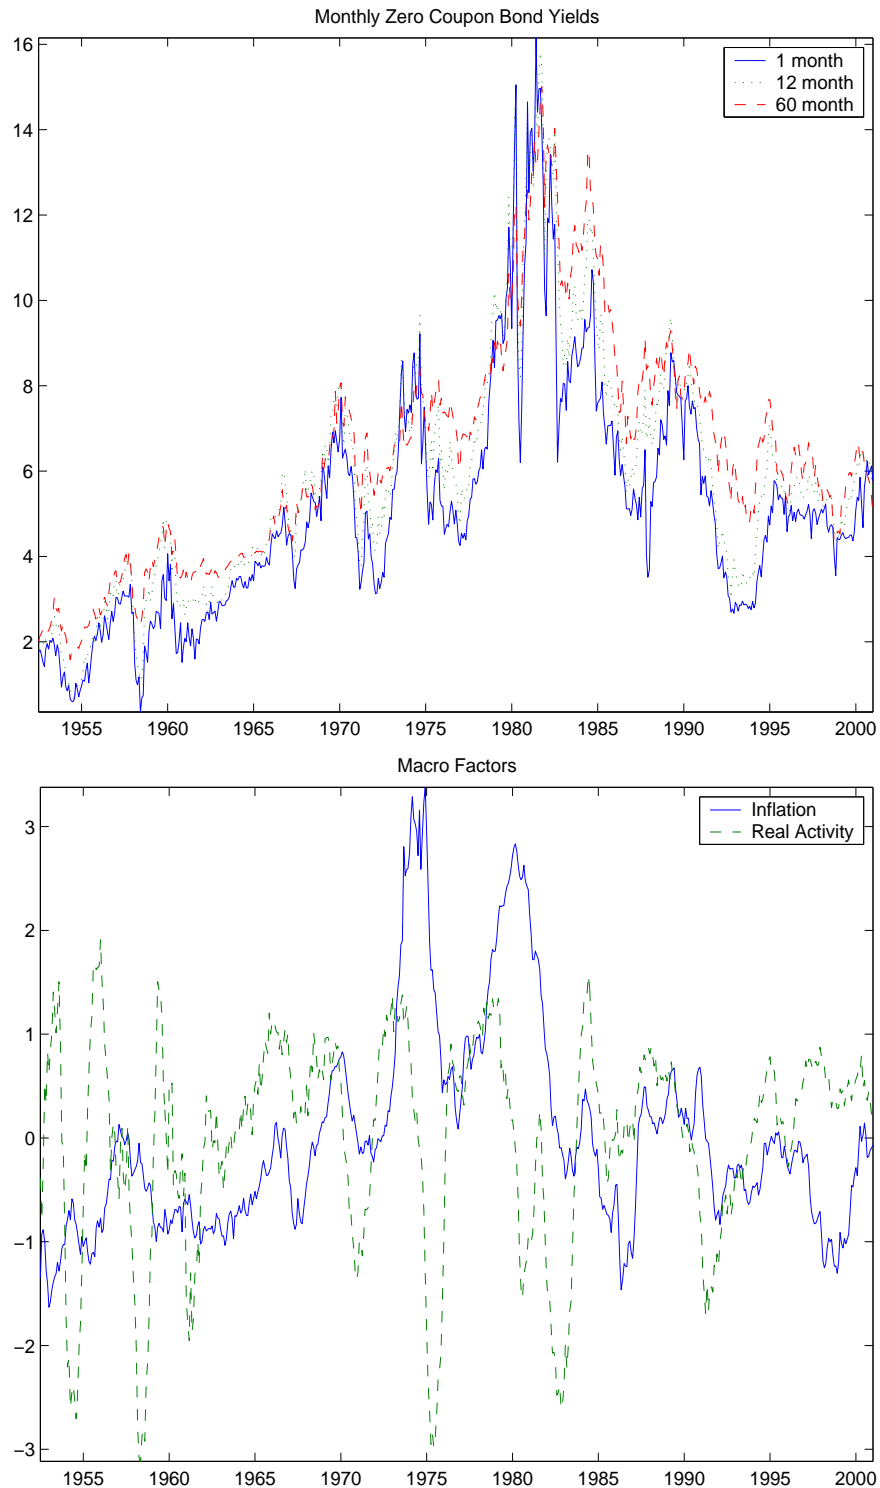 Monthly Zero Coupon Bond Yields
1 month
12 month
60 month
16
14
12
10
8
6
4
2
1955 1960 1965 1970 1975 1980 1985 1990 1995 2000
Macro Factors
Inflation
Real Activity
3
2
1
0
−1
−2
−3
1955 1960 1965 1970 1975 1980 1985 1990 1995 2000